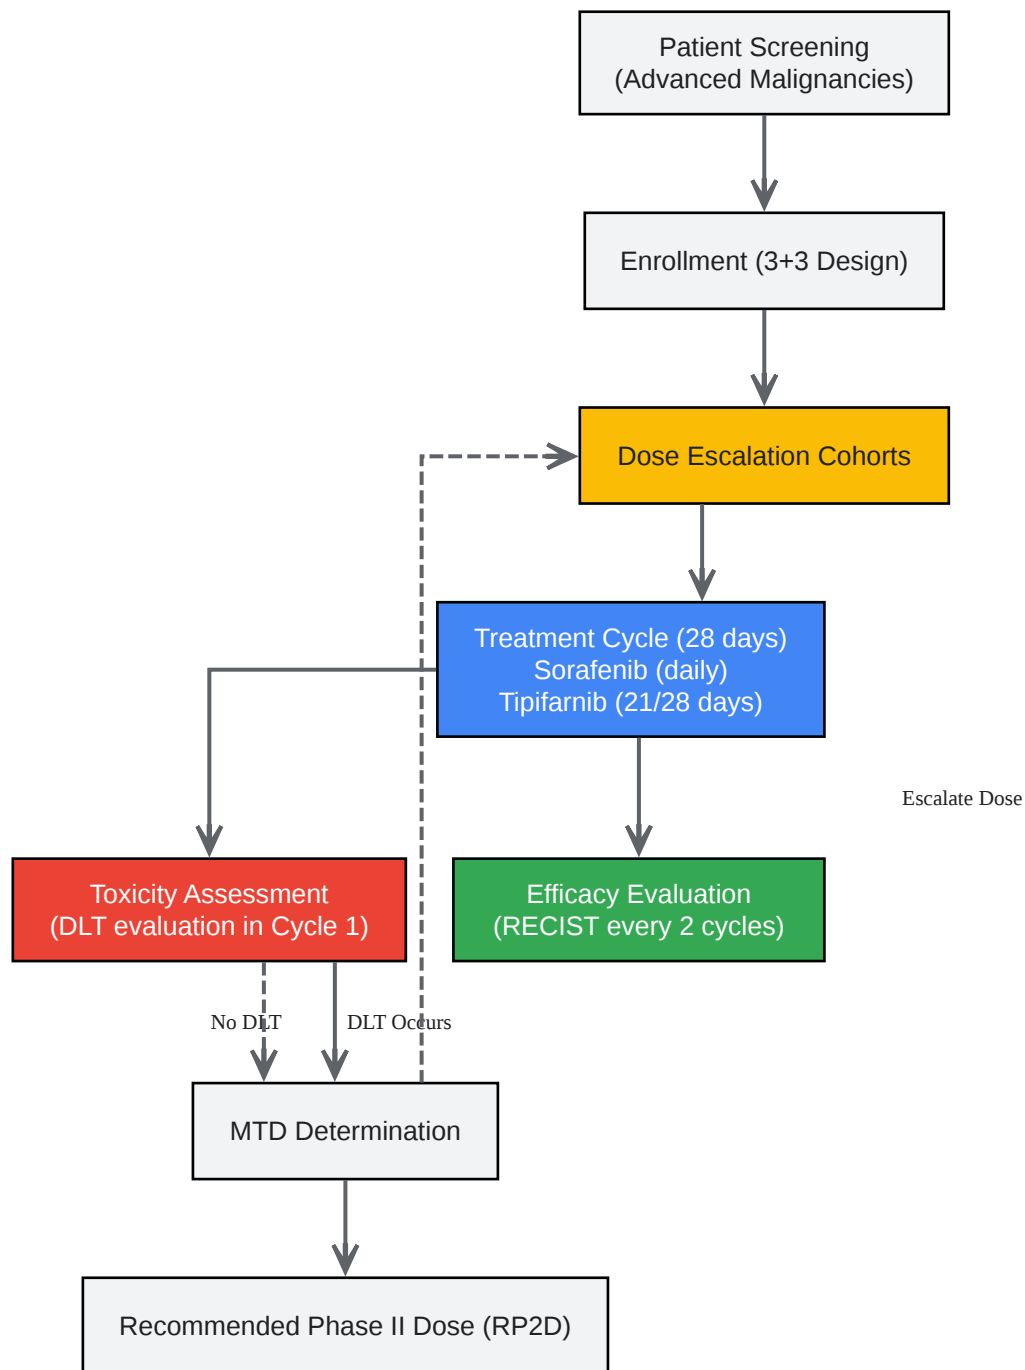 Patient Screening
(Advanced Malignancies)
Enrollment (3+3 Design)
Dose Escalation Cohorts
Treatment Cycle (28 days)
Sorafenib (daily)
Tipifarnib (21/28 days)
Escalate Dose
Toxicity Assessment
(DLT evaluation in Cycle 1)
Efficacy Evaluation
(RECIST every 2 cycles)
No DLT
DLT Occurs
MTD Determination
Recommended Phase II Dose (RP2D)